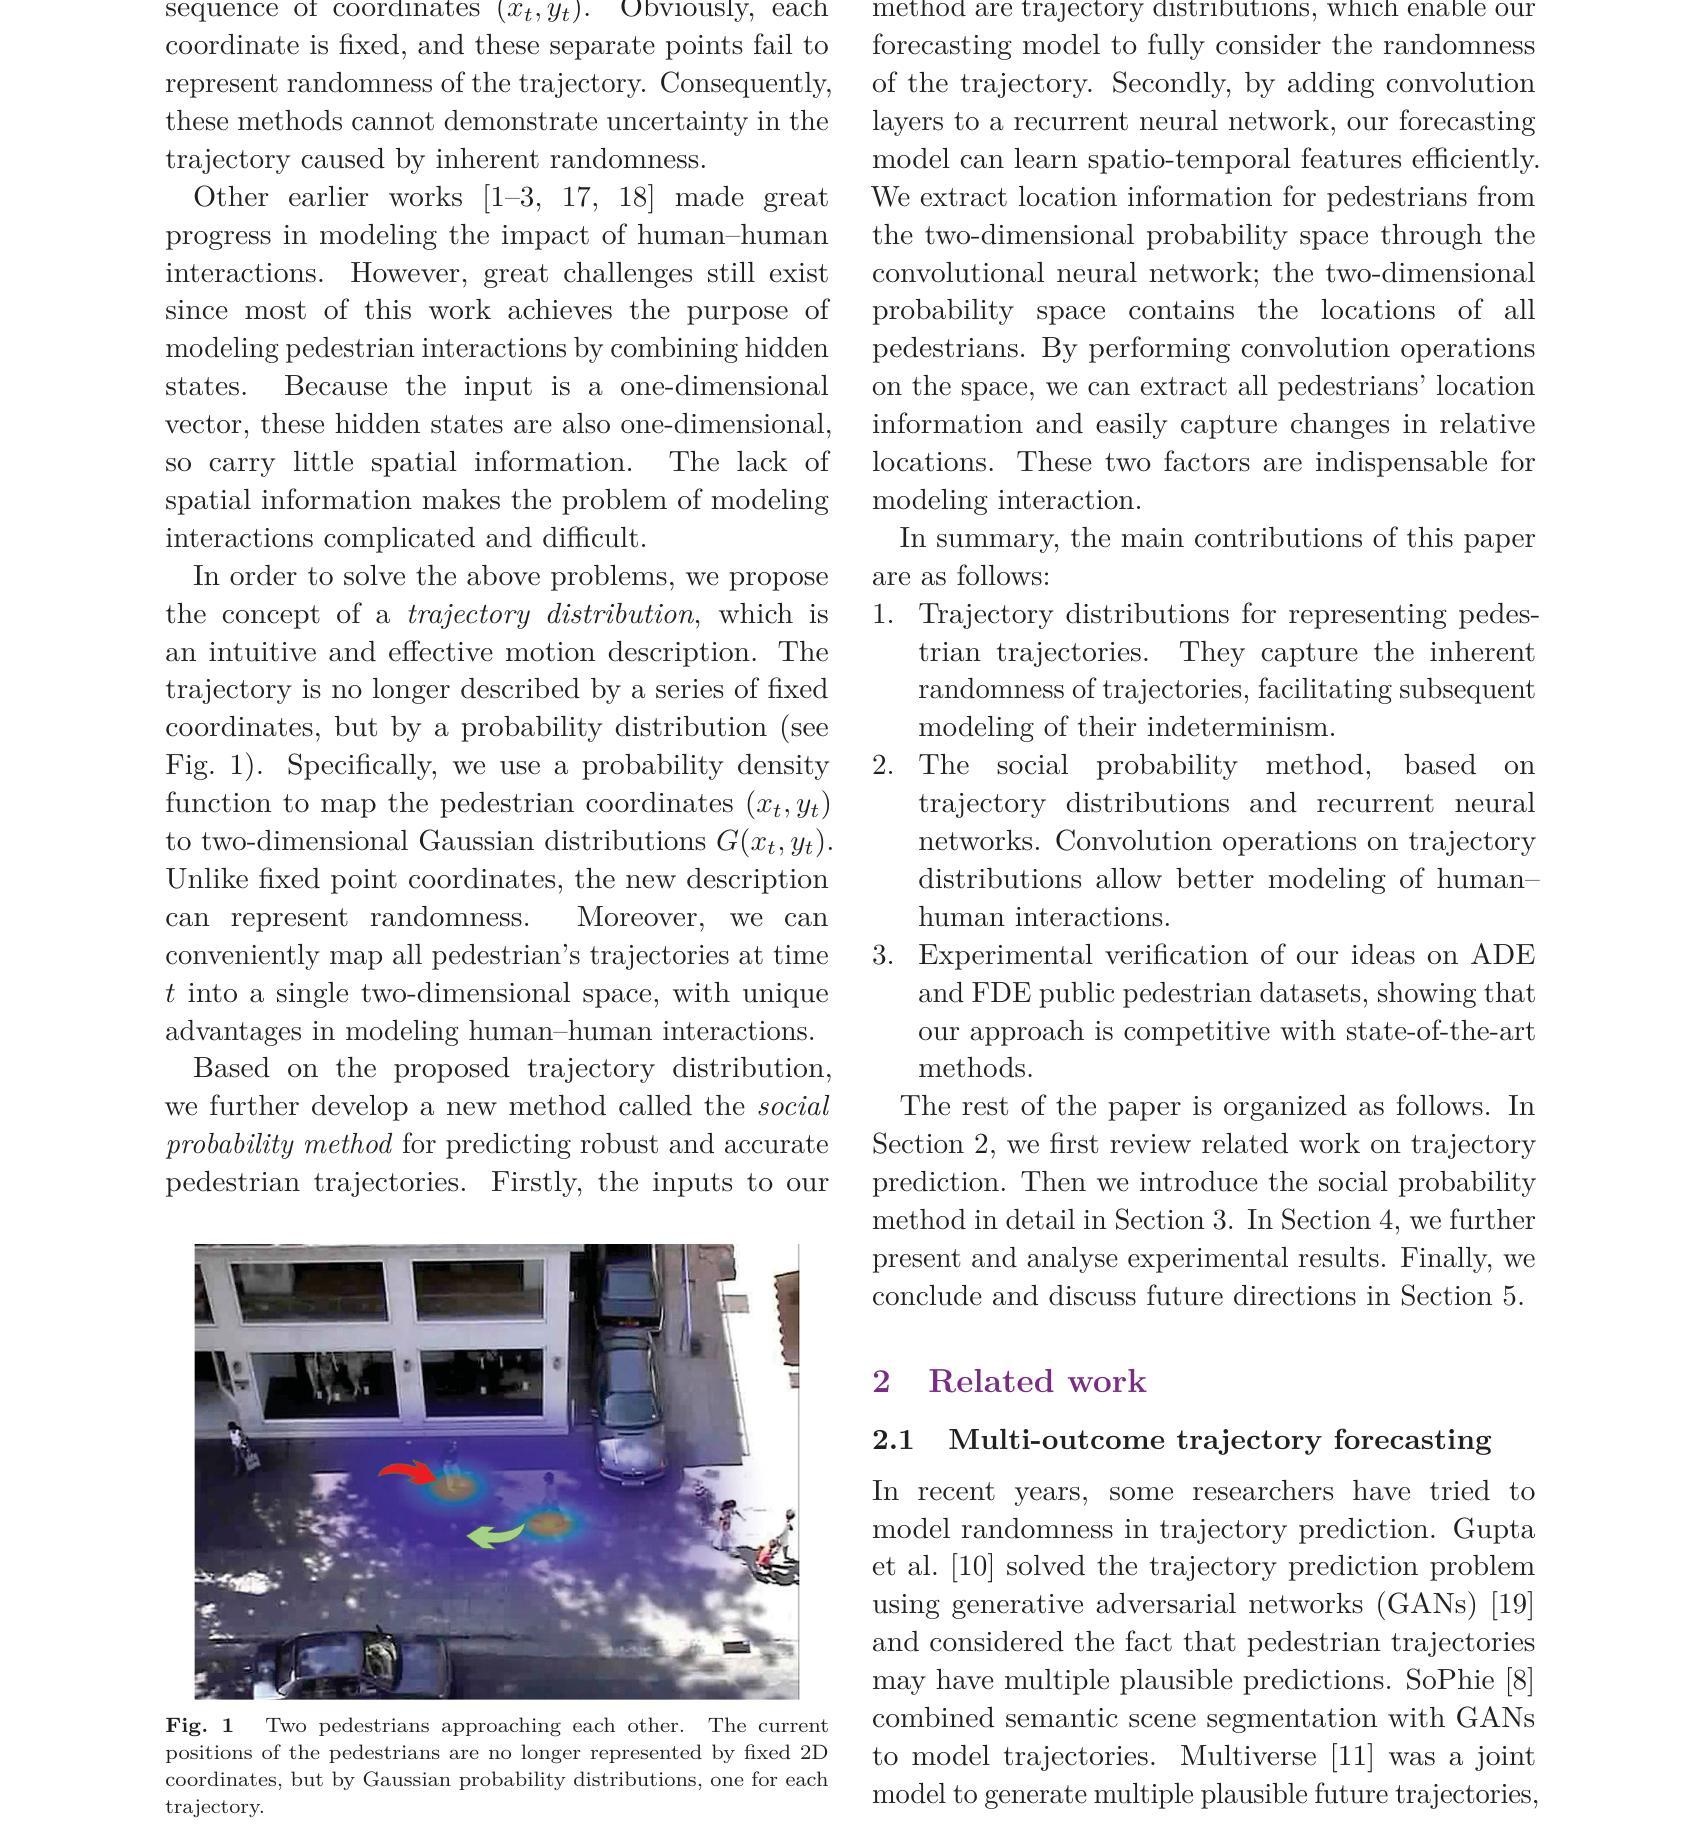 sequence of coordinates (xt, yt). Obviously, each
coordinate is fixed, and these separate points fail to
represent randomness of the trajectory. Consequently,
these methods cannot demonstrate uncertainty in the
trajectory caused by inherent randomness.
Other earlier works [1–3, 17, 18] made great
progress in modeling the impact of human–human
interactions. However, great challenges still exist
since most of this work achieves the purpose of
modeling pedestrian interactions by combining hidden
states. Because the input is a one-dimensional
vector, these hidden states are also one-dimensional,
so carry little spatial information. The lack of
spatial information makes the problem of modeling
interactions complicated and difficult.
In order to solve the above problems, we propose
the concept of a trajectory distribution, which is
an intuitive and effective motion description. The
trajectory is no longer described by a series of fixed
coordinates, but by a probability distribution (see
Fig. 1). Specifically, we use a probability density
function to map the pedestrian coordinates (xt, yt)
to two-dimensional Gaussian distributions G(xt, yt).
Unlike fixed point coordinates, the new description
can represent randomness. Moreover, we can
conveniently map all pedestrian's trajectories at time
t into a single two-dimensional space, with unique
advantages in modeling human–human interactions.
Based on the proposed trajectory distribution,
we further develop a new method called the social
probability method for predicting robust and accurate
pedestrian trajectories. Firstly, the inputs to our
Fig. 1 Two pedestrians approaching each other. The current
positions of the pedestrians are no longer represented by fixed 2D
coordinates, but by Gaussian probability distributions, one for each
trajectory.
method are trajectory distributions, which enable our
forecasting model to fully consider the randomness
of the trajectory. Secondly, by adding convolution
layers to a recurrent neural network, our forecasting
model can learn spatio-temporal features efficiently.
We extract location information for pedestrians from
the two-dimensional probability space through the
convolutional neural network; the two-dimensional
probability space contains the locations of all
pedestrians. By performing convolution operations
on the space, we can extract all pedestrians' location
information and easily capture changes in relative
locations. These two factors are indispensable for
modeling interaction.
In summary, the main contributions of this paper
are as follows:
1. Trajectory distributions for representing pedes-
trian trajectories. They capture the inherent
randomness of trajectories, facilitating subsequent
modeling of their indeterminism.
2. The social probability method, based on
trajectory distributions and recurrent neural
networks. Convolution operations on trajectory
distributions allow better modeling of human–
human interactions.
3. Experimental verification of our ideas on ADE
and FDE public pedestrian datasets, showing that
our approach is competitive with state-of-the-art
methods.
The rest of the paper is organized as follows. In
Section 2, we first review related work on trajectory
prediction. Then we introduce the social probability
method in detail in Section 3. In Section 4, we further
present and analyse experimental results. Finally, we
conclude and discuss future directions in Section 5.
2 Related work
2.1 Multi-outcome trajectory forecasting
In recent years, some researchers have tried to
model randomness in trajectory prediction. Gupta
et al. [10] solved the trajectory prediction problem
using generative adversarial networks (GANs) [19]
and considered the fact that pedestrian trajectories
may have multiple plausible predictions. SoPhie [8]
combined semantic scene segmentation with GANs
to model trajectories. Multiverse [11] was a joint
model to generate multiple plausible future trajectories,